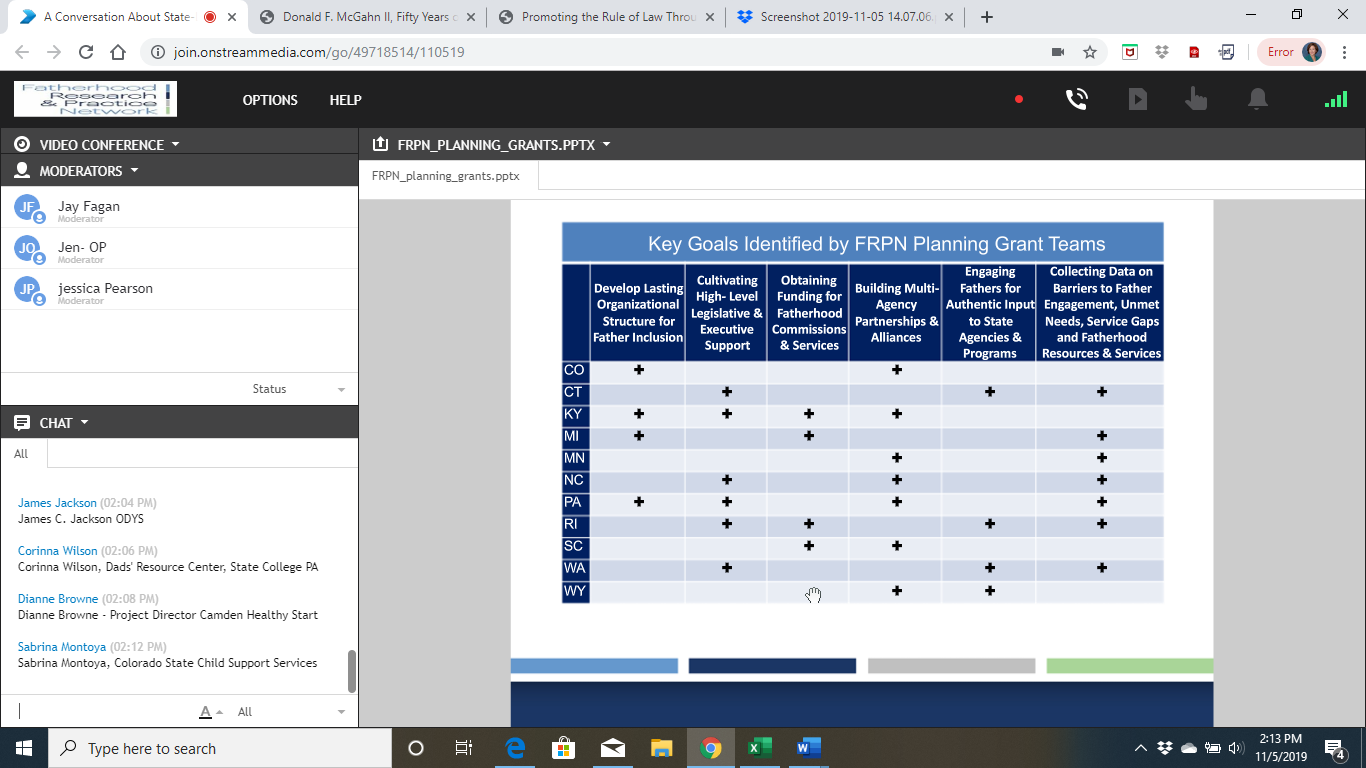 A Conversation About State-
Donald F. McGahn II, Fifty Years o
Promoting the Rule of Law Throu
Screenshot 2019-11-05 14.07.06.
join.onstreammedia.com/go/49718514/110519
Error
Fatherhood
Research
& Practice
Network
OPTIONS
HELP
VIDEO CONFERENCE
MODERATORS
JF
Jay Fagan
Moderator
JO
Jen- OP
Moderator
JP
jessica Pearson
Moderator
Status
CHAT
All
James Jackson (02:04 PM)
James C. Jackson ODYS
Corinna Wilson (02:06 PM)
Corinna Wilson, Dads' Resource Center, State College PA
Dianne Browne (02:08 PM)
Dianne Browne - Project Director Camden Healthy Start
Sabrina Montoya (02:12 PM)
Sabrina Montoya, Colorado State Child Support Services
A
All
FRPN_PLANNING_GRANTS.PPTX
FRPN_planning_grants.pptx
Key Goals Identified by FRPN Planning Grant Teams
Develop Lasting
Organizational
Structure for
Father Inclusion
Cultivating
High- Level
Legislative &
Executive
Support
Obtaining
Funding for
Fatherhood
Commissions
& Services
Building Multi-
Agency
Partnerships &
Alliances
Engaging
Fathers for
Authentic Input
to State
Agencies &
Programs
Collecting Data on
Barriers to Father
Engagement, Unmet
Needs, Service Gaps
and Fatherhood
Resources & Services
CO + +
CT + + +
KY + + + +
MI + + +
MN + +
NC + + +
PA + + + +
RI + + + +
SC + +
WA + + +
WY + +
Type here to search
2:13 PM
11/5/2019
4